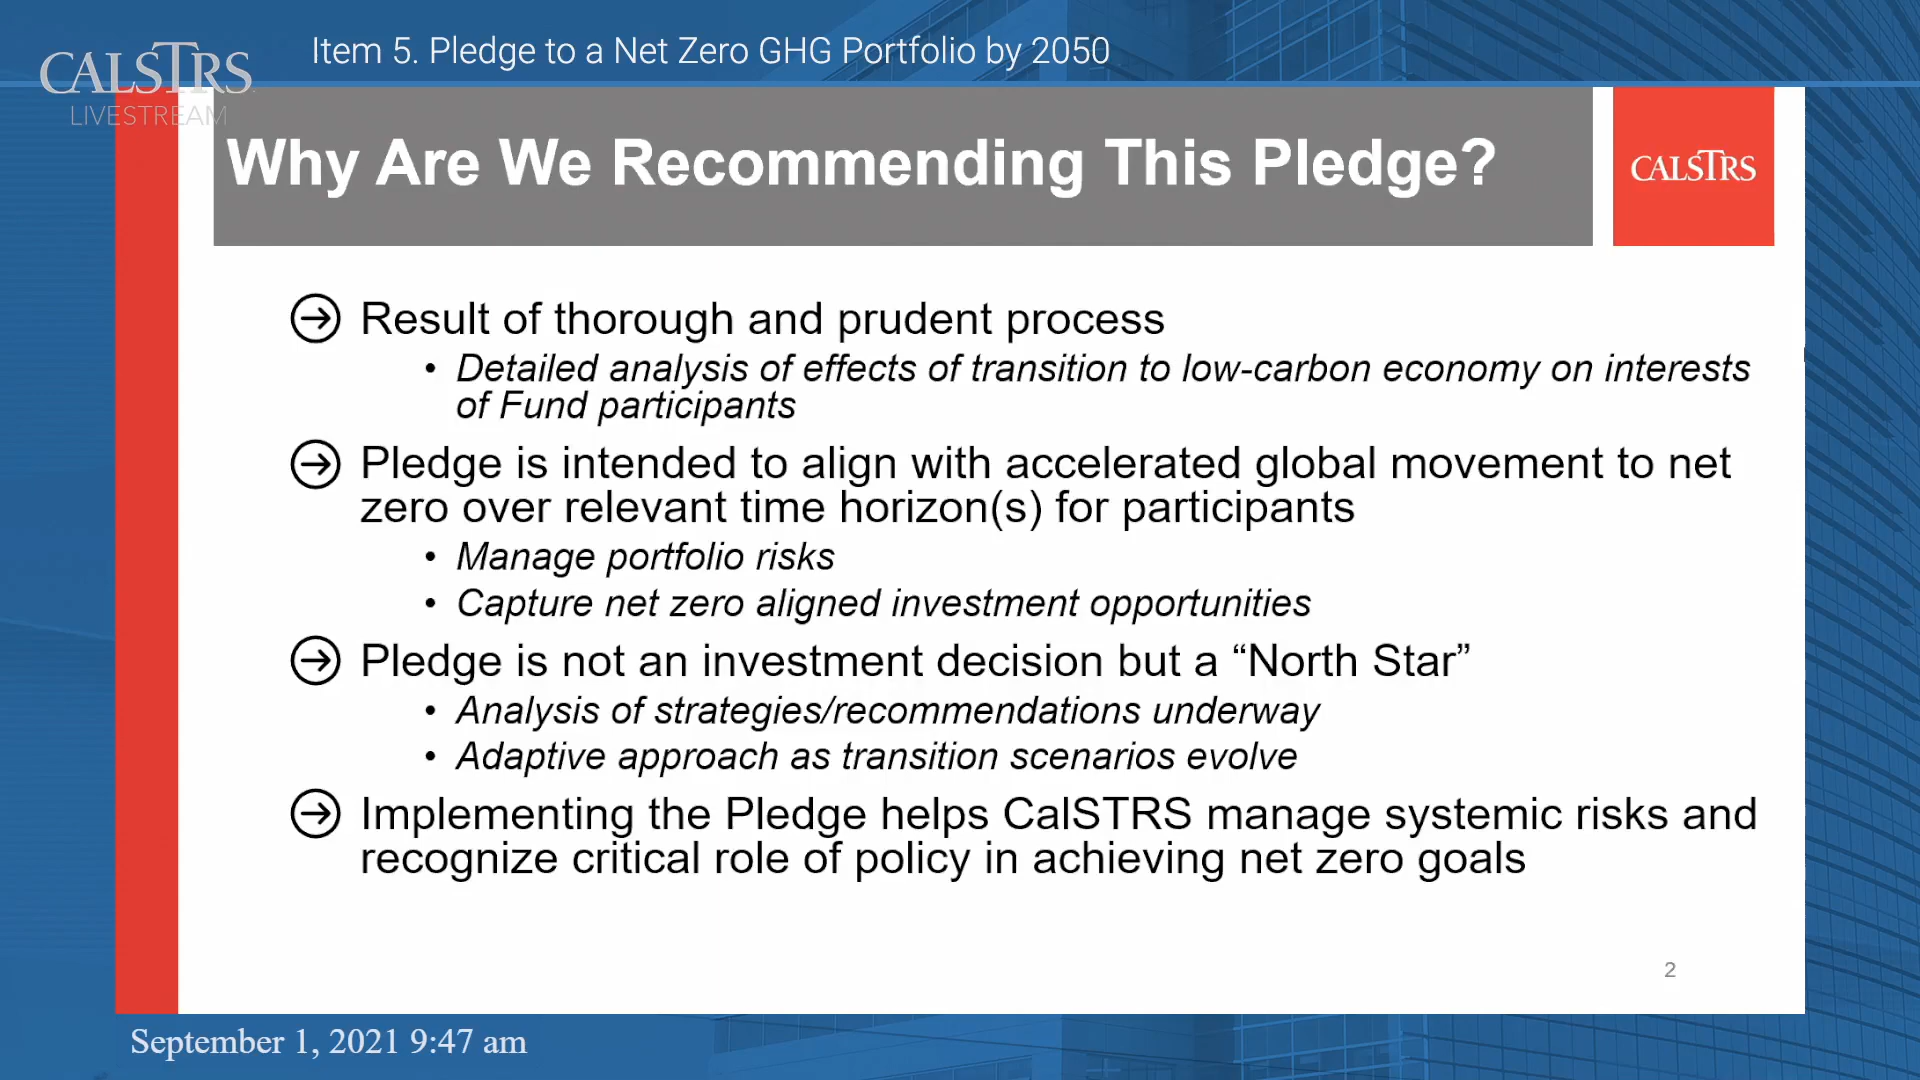 Item 5. Pledge to a Net Zero GHG Portfolio by 2050
CALSTRS
LIVESTREAM
Why Are We Recommending This Pledge?
CALSTRS
Result of thorough and prudent process
• Detailed analysis of effects of transition to low-carbon economy on interests
of Fund participants
Pledge is intended to align with accelerated global movement to net
zero over relevant time horizon(s) for participants
• Manage portfolio risks
• Capture net zero aligned investment opportunities
Pledge is not an investment decision but a “North Star”
• Analysis of strategies/recommendations underway
• Adaptive approach as transition scenarios evolve
Implementing the Pledge helps CalSTRS manage systemic risks and
recognize critical role of policy in achieving net zero goals
2
September 1, 2021 9:47 am